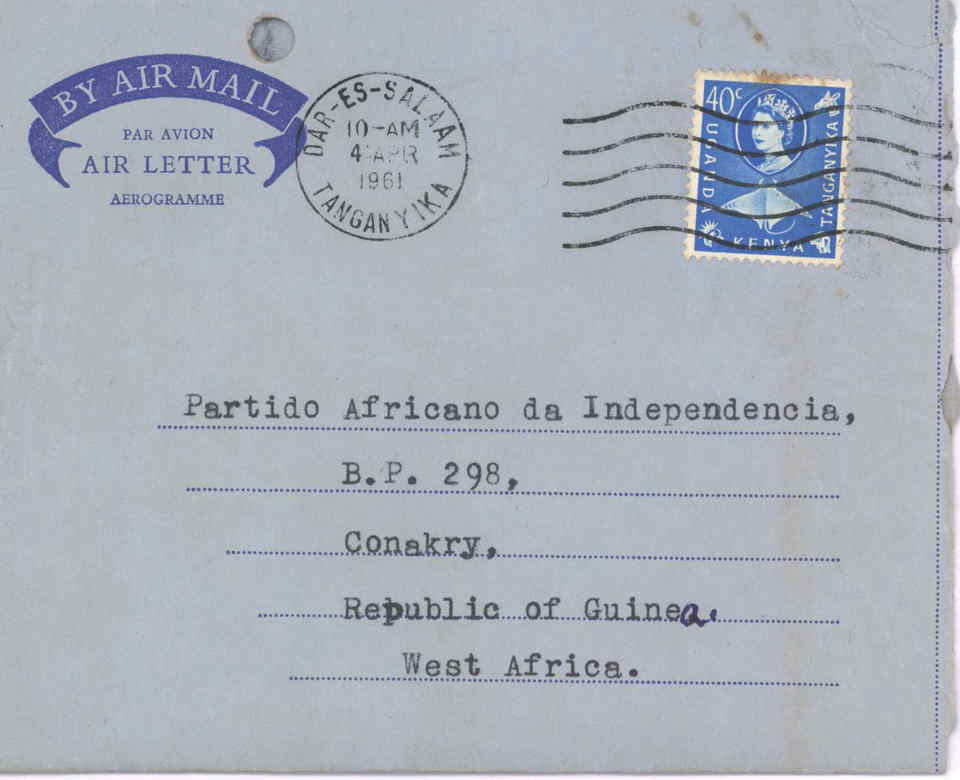 BY AIR MAIL
PAR AVION
AIR LETTER
AEROGRAMME
DAR-ES-SALAAM
10-AM
4 APR
1961
TANGANYIKA
40c
UGANDA
KENYA
TANGANYIKA
Partido Africano da Independencia,
B.P. 298,
Conakry,
Republic of Guinea.
West Africa.